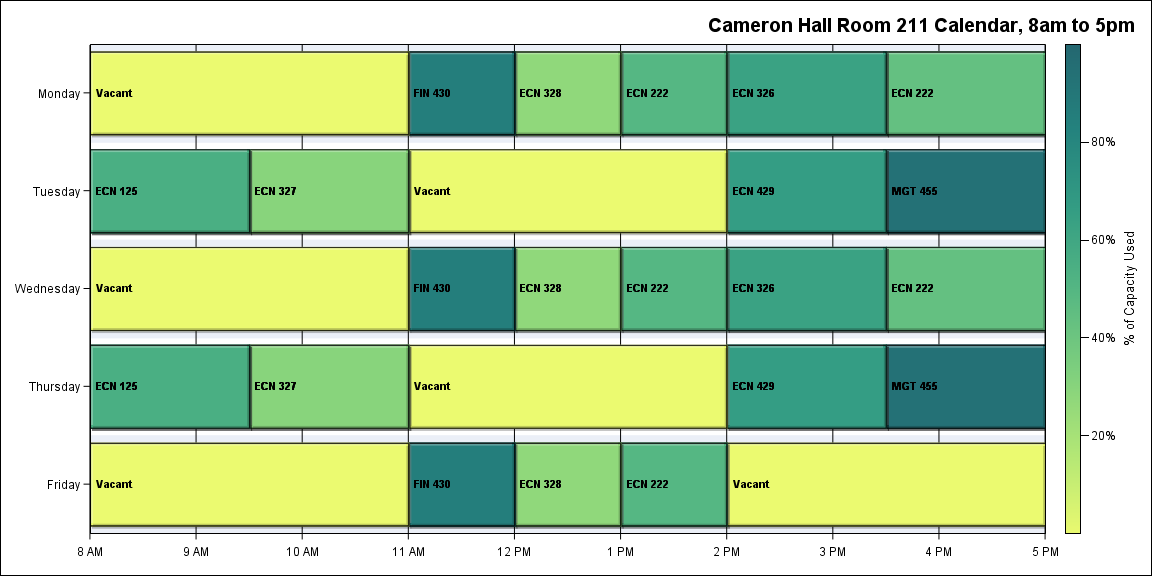 Cameron Hall Room 211 Calendar, 8am to 5pm
Monday
Vacant
FIN 430
ECN 328
ECN 222
ECN 326
ECN 222
Tuesday
ECN 125
ECN 327
Vacant
ECN 429
MGT 455
Wednesday
Vacant
FIN 430
ECN 328
ECN 222
ECN 326
ECN 222
Thursday
ECN 125
ECN 327
Vacant
ECN 429
MGT 455
Friday
Vacant
FIN 430
ECN 328
ECN 222
Vacant
8 AM
9 AM
10 AM
11 AM
12 PM
1 PM
2 PM
3 PM
4 PM
5 PM
80%
60%
40%
20%
% of Capacity Used